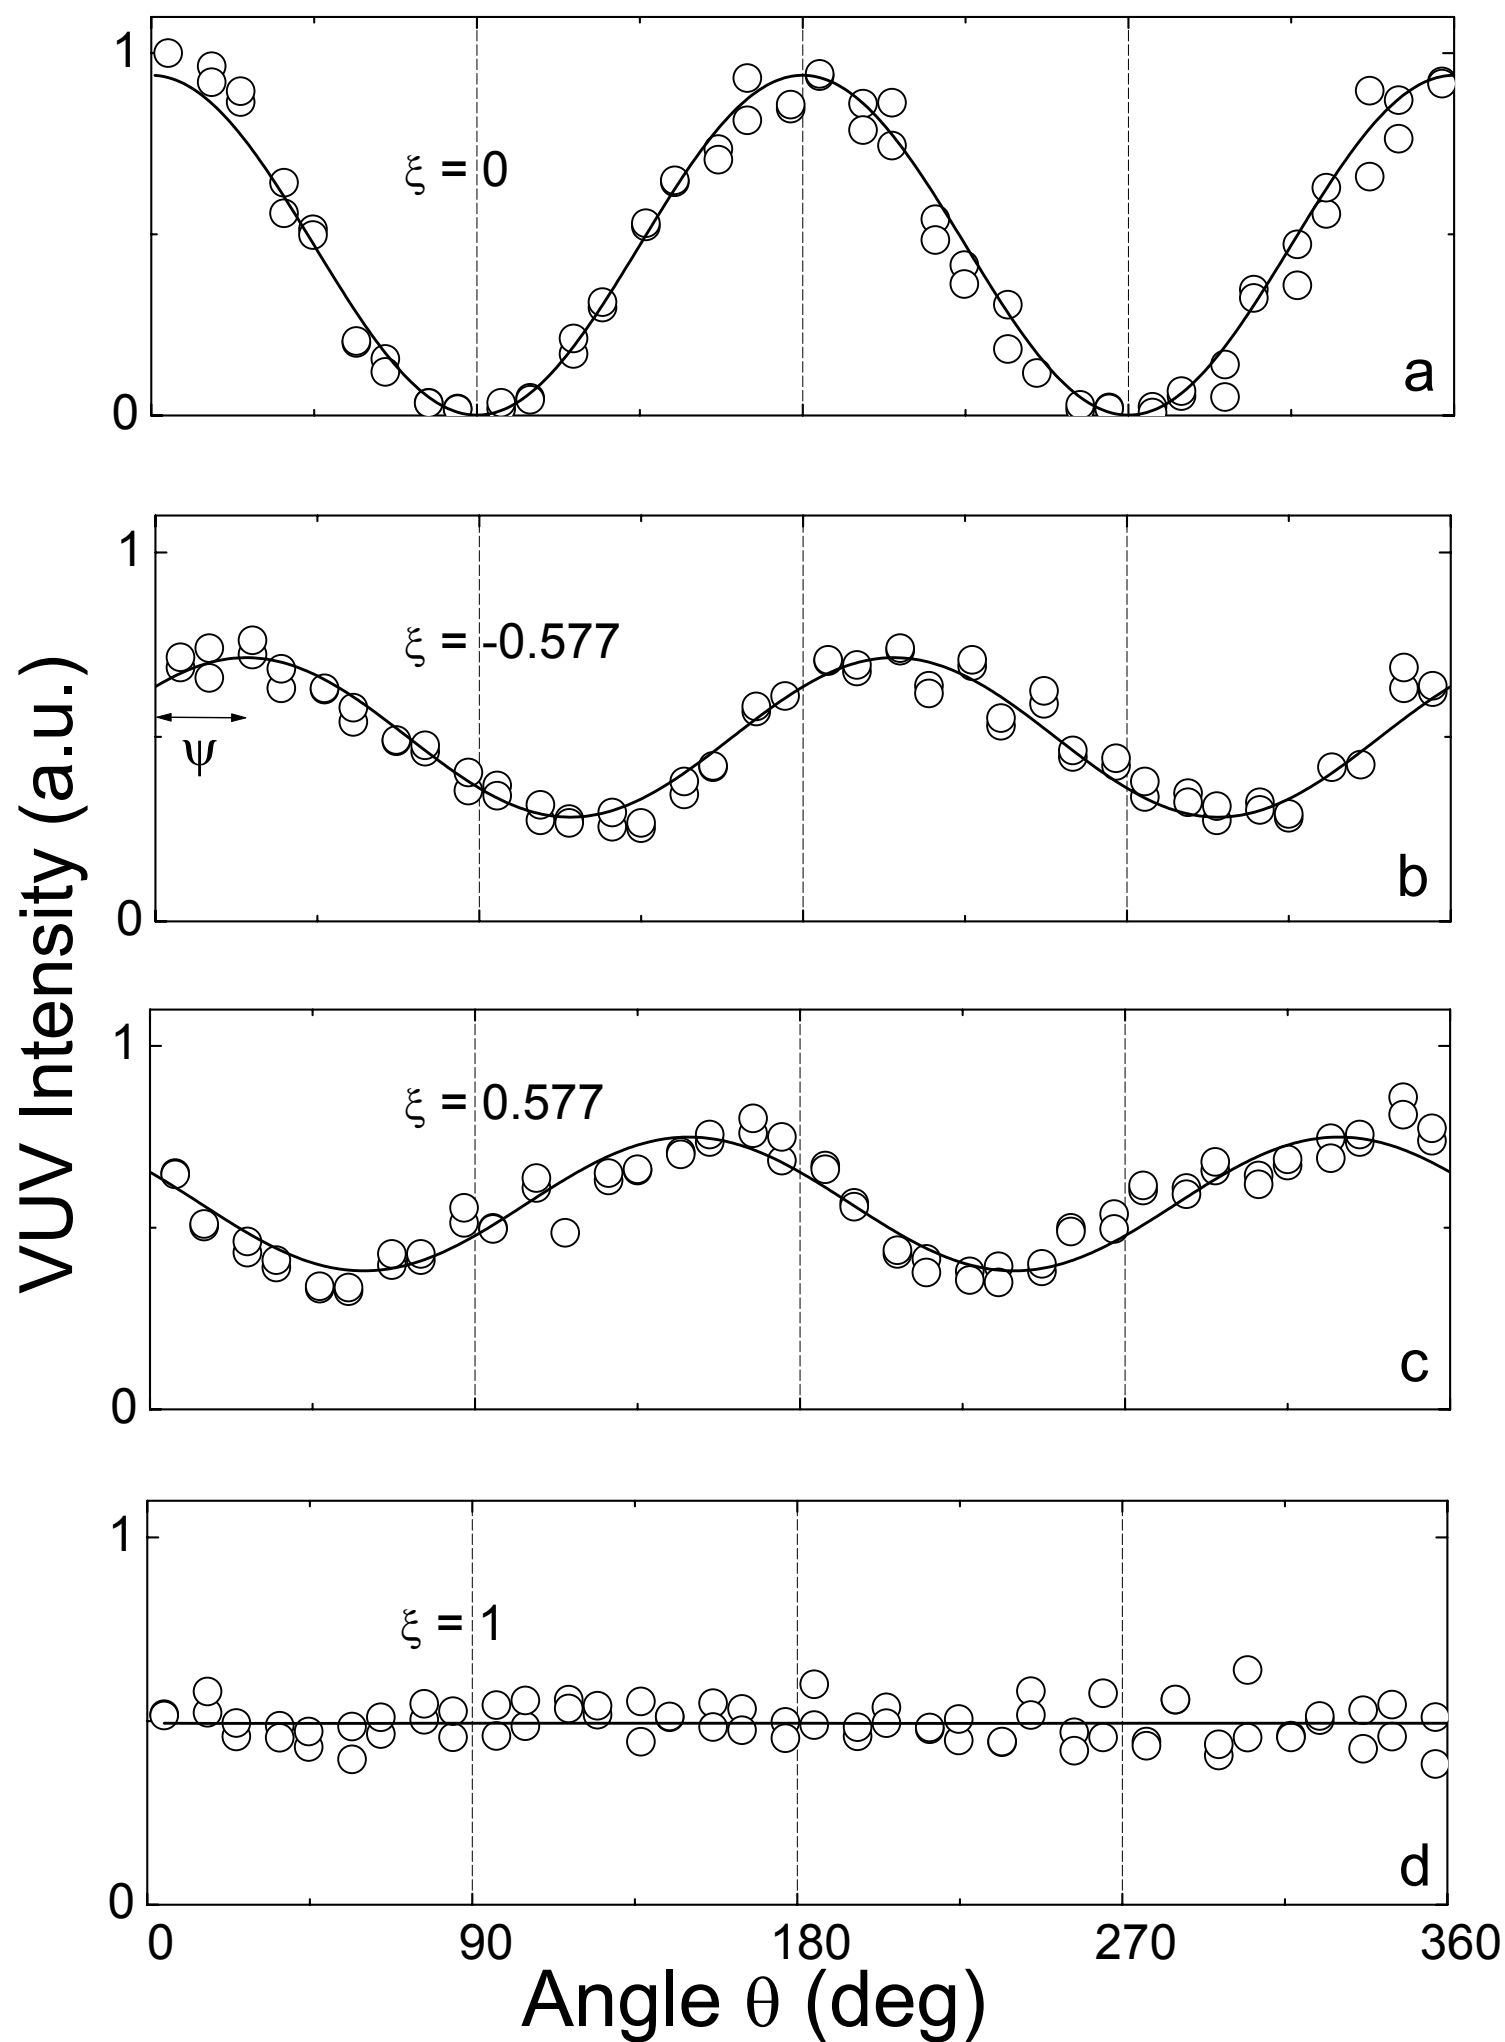 1
ξ = 0
a
0
1
ξ = -0.577
ψ
b
0
VUV Intensity (a.u.)
1
ξ = 0.577
c
0
1
ξ = 1
d
0
0 90 180 270 360
Angle θ (deg)